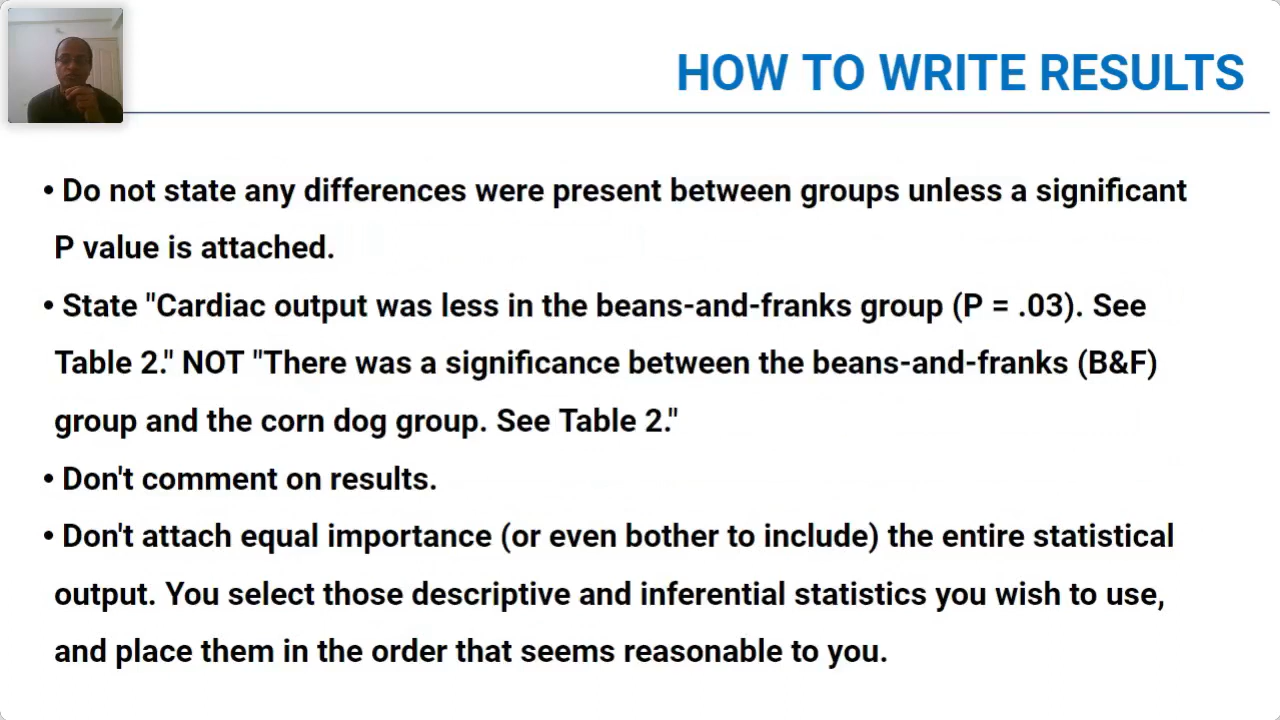 HOW TO WRITE RESULTS
• Do not state any differences were present between groups unless a significant
P value is attached.
• State "Cardiac output was less in the beans-and-franks group (P = .03). See
Table 2." NOT "There was a significance between the beans-and-franks (B&F)
group and the corn dog group. See Table 2."
• Don't comment on results.
• Don't attach equal importance (or even bother to include) the entire statistical
output. You select those descriptive and inferential statistics you wish to use,
and place them in the order that seems reasonable to you.